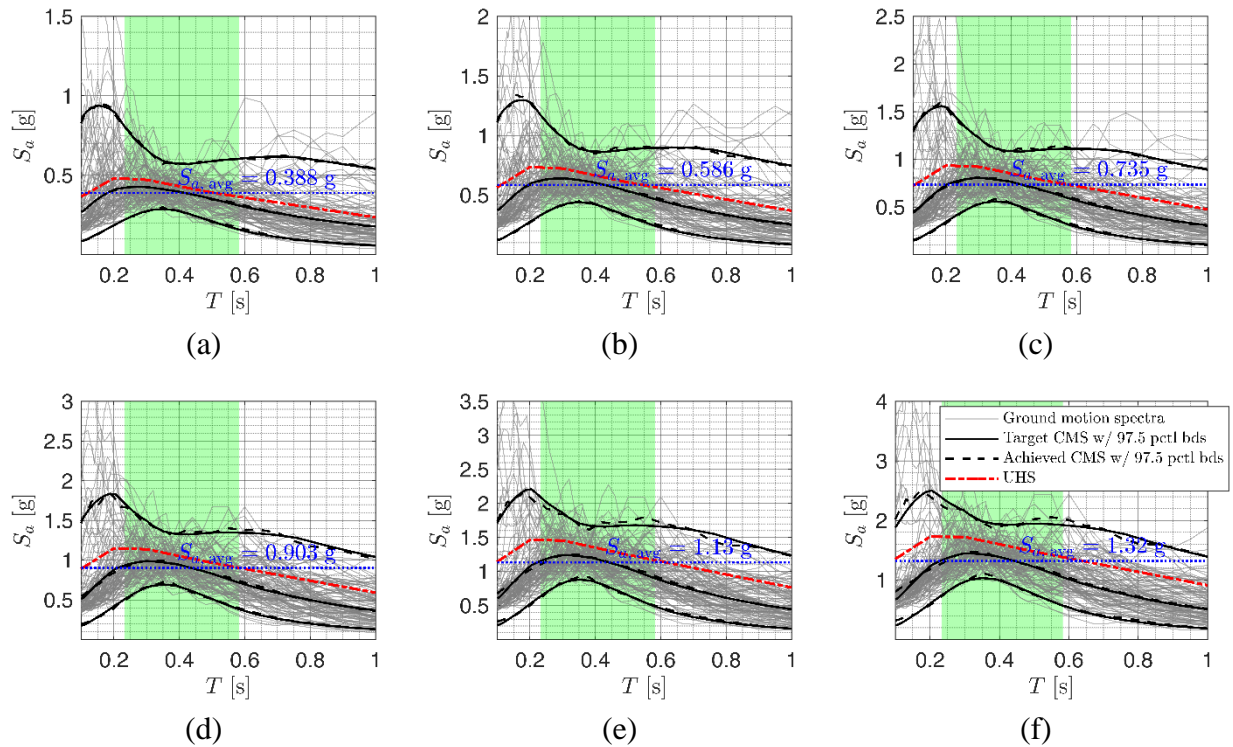 1.5
1
0.5
S_a [g]
S_a, avg = 0.388 g
0.2 0.4 0.6 0.8 1
T [s]
(a)
2
1.5
1
0.5
S_a [g]
S_a, avg = 0.586 g
0.2 0.4 0.6 0.8 1
T [s]
(b)
2.5
2
1.5
1
0.5
S_a [g]
S_a, avg = 0.735 g
0.2 0.4 0.6 0.8 1
T [s]
(c)
3
2.5
2
1.5
1
0.5
S_a [g]
S_a, avg = 0.903 g
0.2 0.4 0.6 0.8 1
T [s]
(d)
3.5
3
2.5
2
1.5
1
0.5
S_a [g]
S_a, avg = 1.13 g
0.2 0.4 0.6 0.8 1
T [s]
(e)
4
3
2
1
S_a [g]
Ground motion spectra
Target CMS w/ 97.5 pctl bds
Achieved CMS w/ 97.5 pctl bds
UHS
S_a, avg = 1.32 g
0.2 0.4 0.6 0.8 1
T [s]
(f)